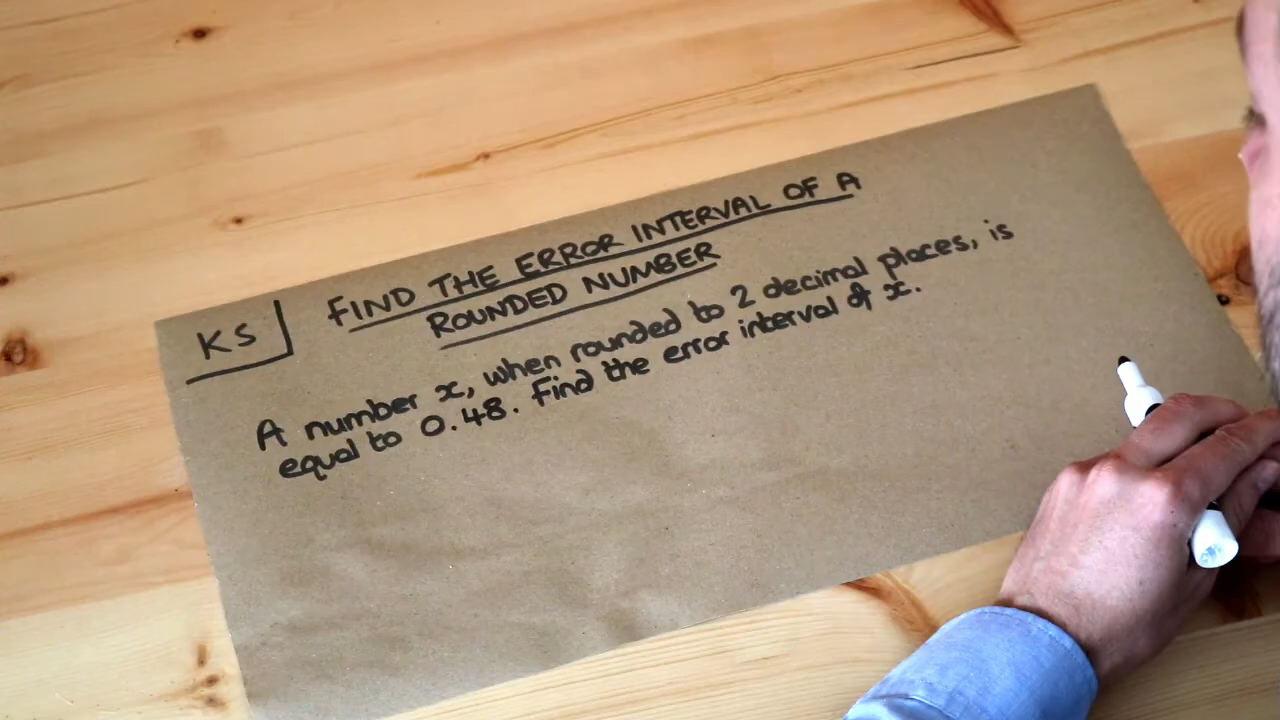 KS
FIND THE ERROR INTERVAL OF A
ROUNDED NUMBER
A number x, when rounded to 2 decimal places, is
equal to 0.48. Find the error interval of x.